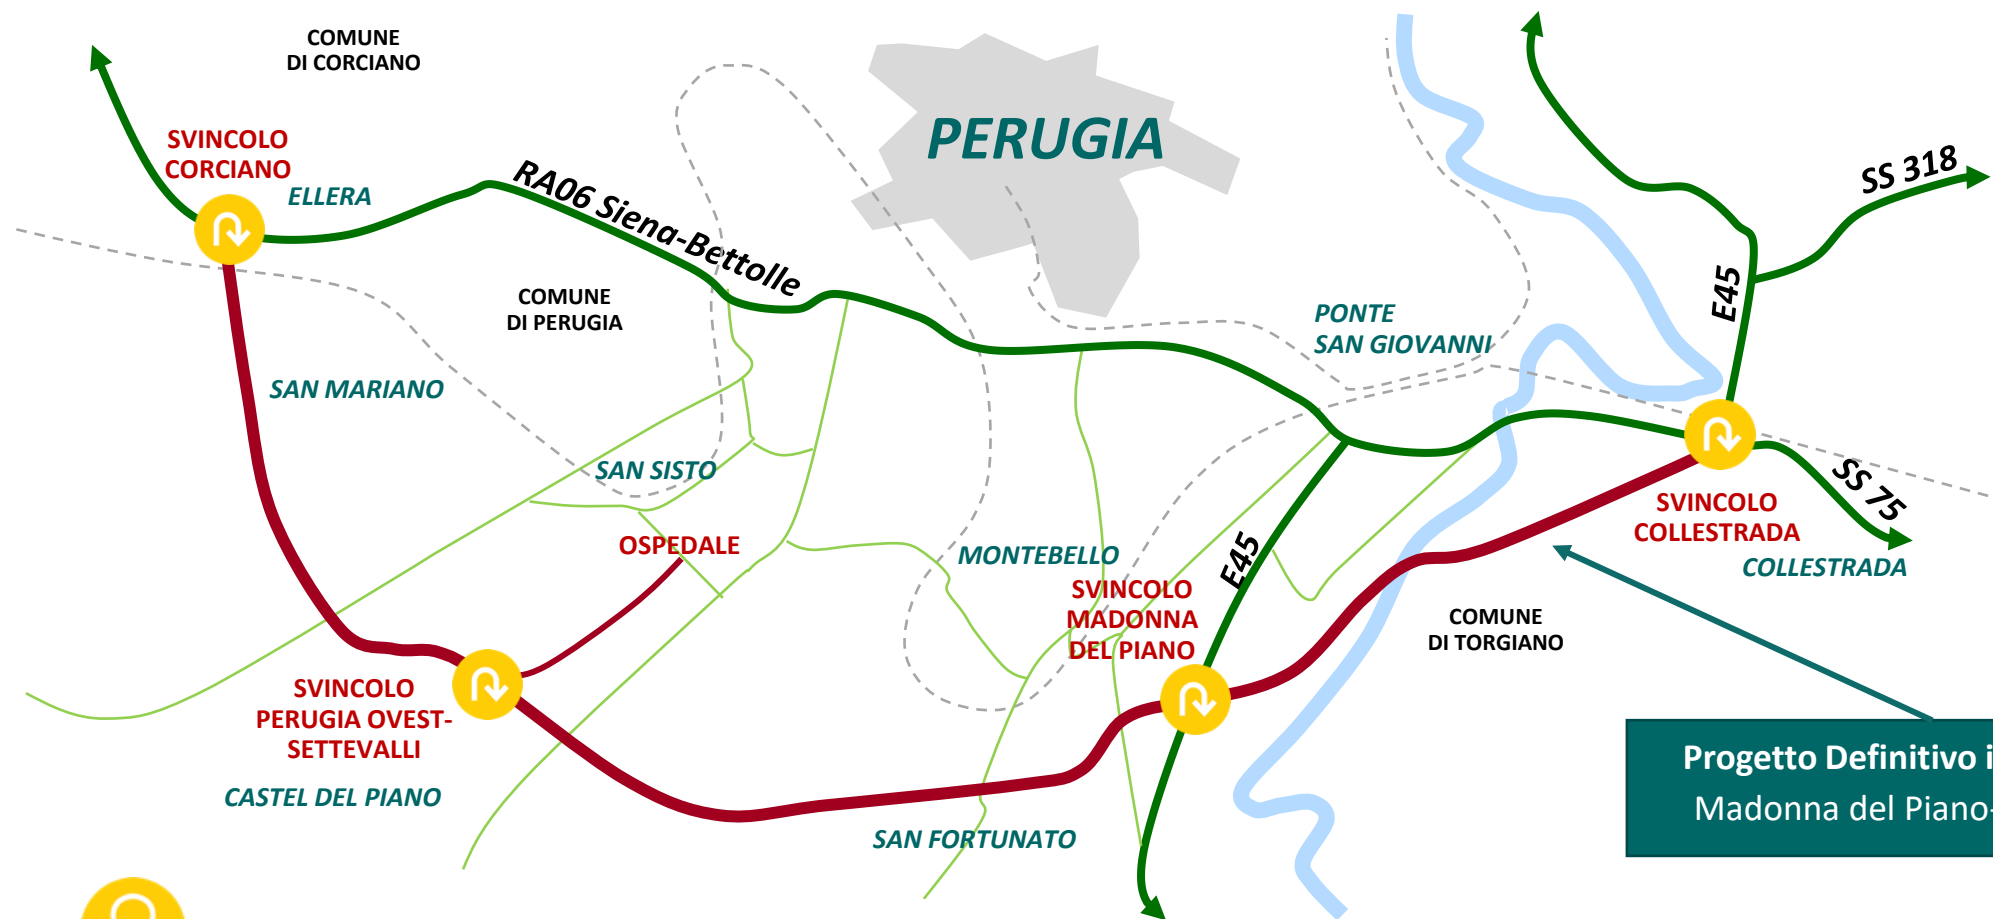 COMUNE
DI CORCIANO
SVINCOLO
CORCIANO
ELLERA
RA06 Siena-Bettolle
PERUGIA
SS 318
E45
COMUNE
DI PERUGIA
PONTE
SAN GIOVANNI
SAN MARIANO
SAN SISTO
OSPEDALE
MONTEBELLO
E45
SVINCOLO
MADONNA
DEL PIANO
SVINCOLO
COLLESTRADA
SS 75
COLLESTRADA
COMUNE
DI TORGIANO
SVINCOLO
PERUGIA OVEST-
SETTEVALLI
CASTEL DEL PIANO
SAN FORTUNATO
Progetto Definitivo i
Madonna del Piano-